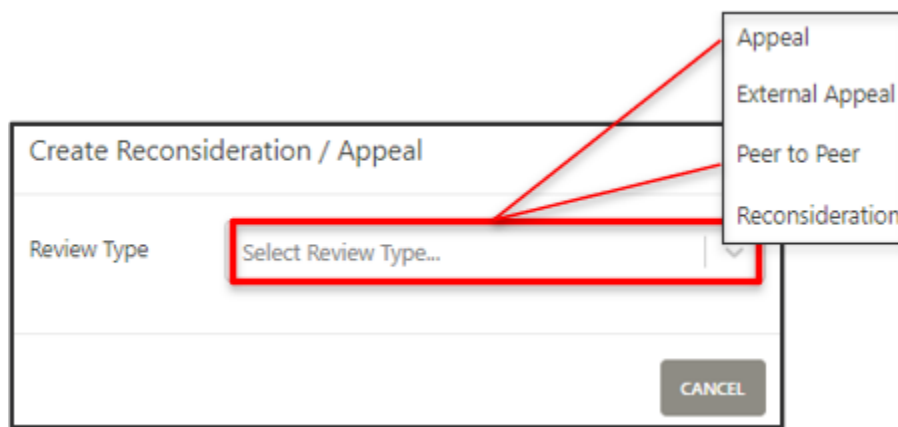 Appeal
External Appeal
Peer to Peer
Reconsideration
Create Reconsideration / Appeal
Review Type
Select Review Type...
CANCEL